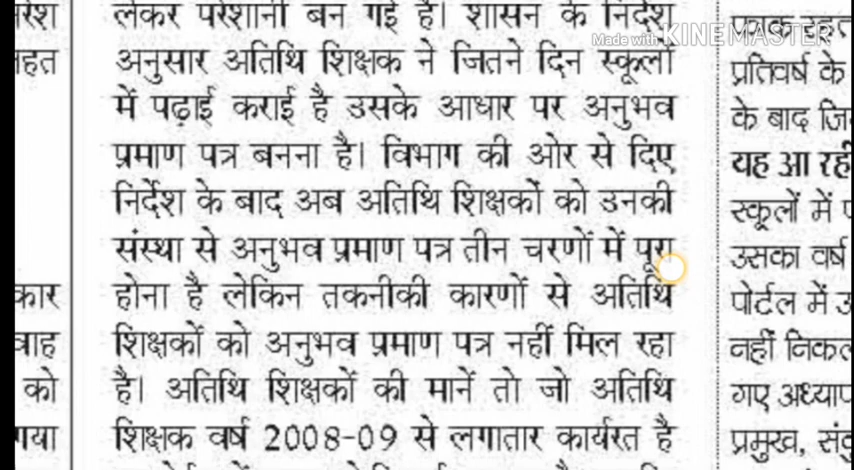 लेकर परेशानी बन गई है। शासन के निर्देश
Made with KINEMASTER
अनुसार अतिथि शिक्षक ने जितने दिन स्कूलों
में पढ़ाई कराई है उसके आधार पर अनुभव
प्रमाण पत्र बनना है। विभाग की ओर से दिए
निर्देश के बाद अब अतिथि शिक्षकों को उनकी
संस्था से अनुभव प्रमाण पत्र तीन चरणों में पूरा
होना है लेकिन तकनीकी कारणों से अतिथि
शिक्षकों को अनुभव प्रमाण पत्र नहीं मिल रहा
है। अतिथि शिक्षकों की मानें तो जो अतिथि
शिक्षक वर्ष 2008-09 से लगातार कार्यरत है
कार
को
गया
प्रतिवर्ष के
के बाद
यह आ रही
स्कूलों में
उसका वर्ष
पोर्टल में
नहीं
गए
प्रमुख,